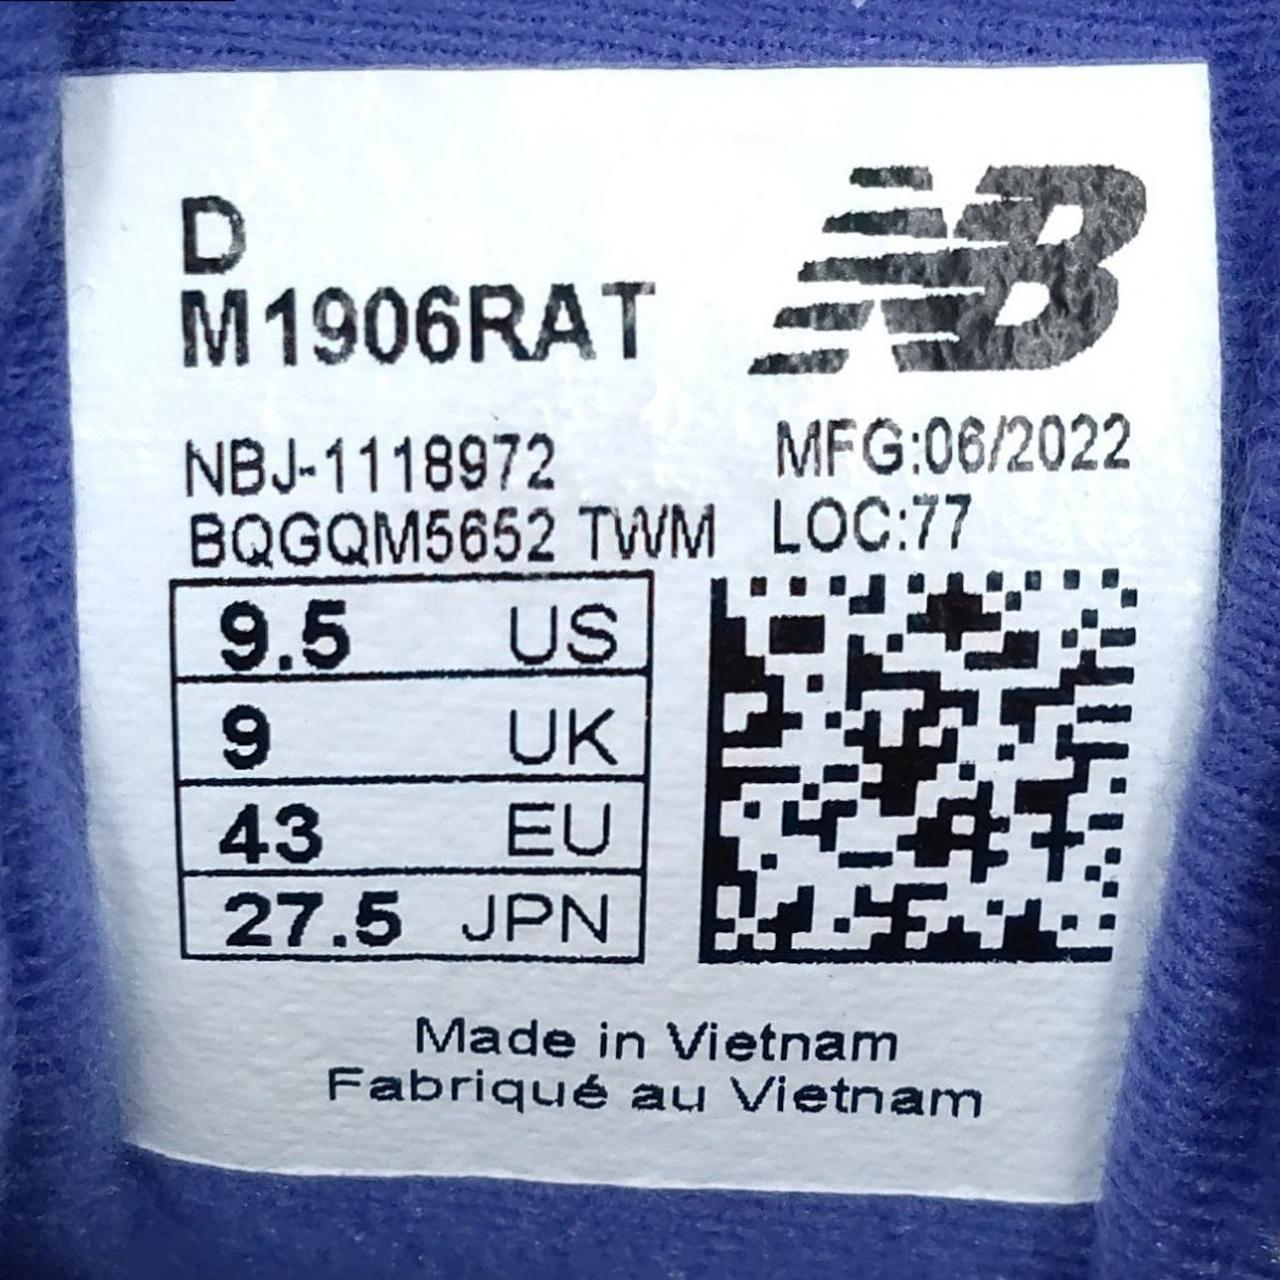 D
M1906RAT
NB
NBJ-1118972
MFG:06/2022
BQGQM5652 TWM
LOC:77
9.5 US
9 UK
43 EU
27.5 JPN
Made in Vietnam
Fabriqué au Vietnam